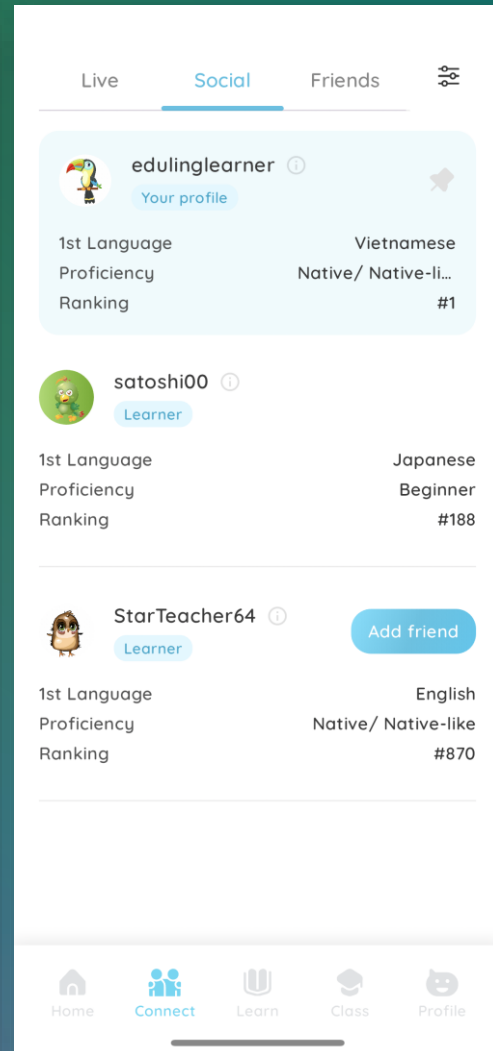 Live Social Friends
edulinglearner
Your profile
1st Language Vietnamese
Proficiency Native/ Native-li...
Ranking #1
satoshi00
Learner
1st Language Japanese
Proficiency Beginner
Ranking #188
StarTeacher64
Add friend
Learner
1st Language English
Proficiency Native/ Native-like
Ranking #870
Home Connect Learn Class Profile